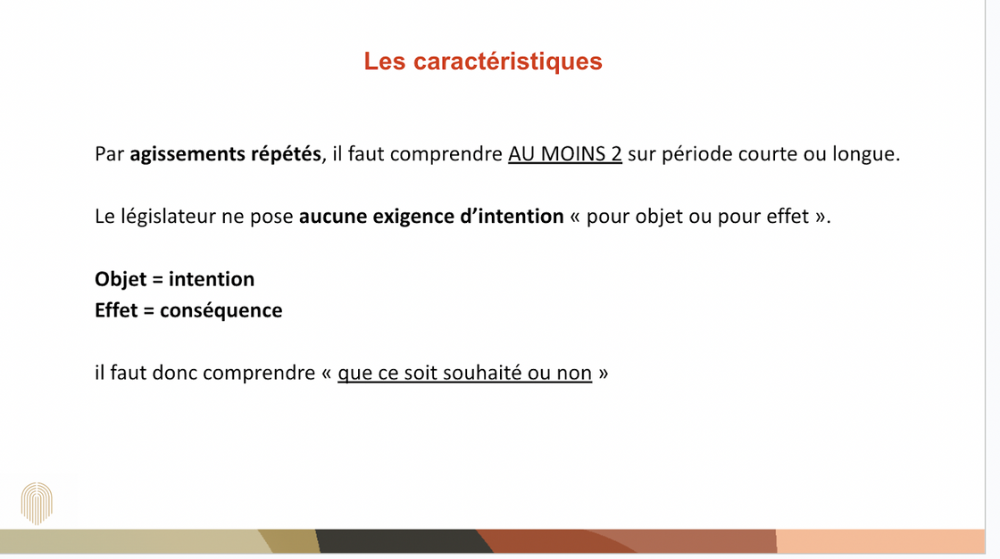 Les caractéristiques
Par agissements répétés, il faut comprendre AU MOINS 2 sur période courte ou longue.
Le législateur ne pose aucune exigence d’intention « pour objet ou pour effet ».
Objet = intention
Effet = conséquence
il faut donc comprendre « que ce soit souhaité ou non »